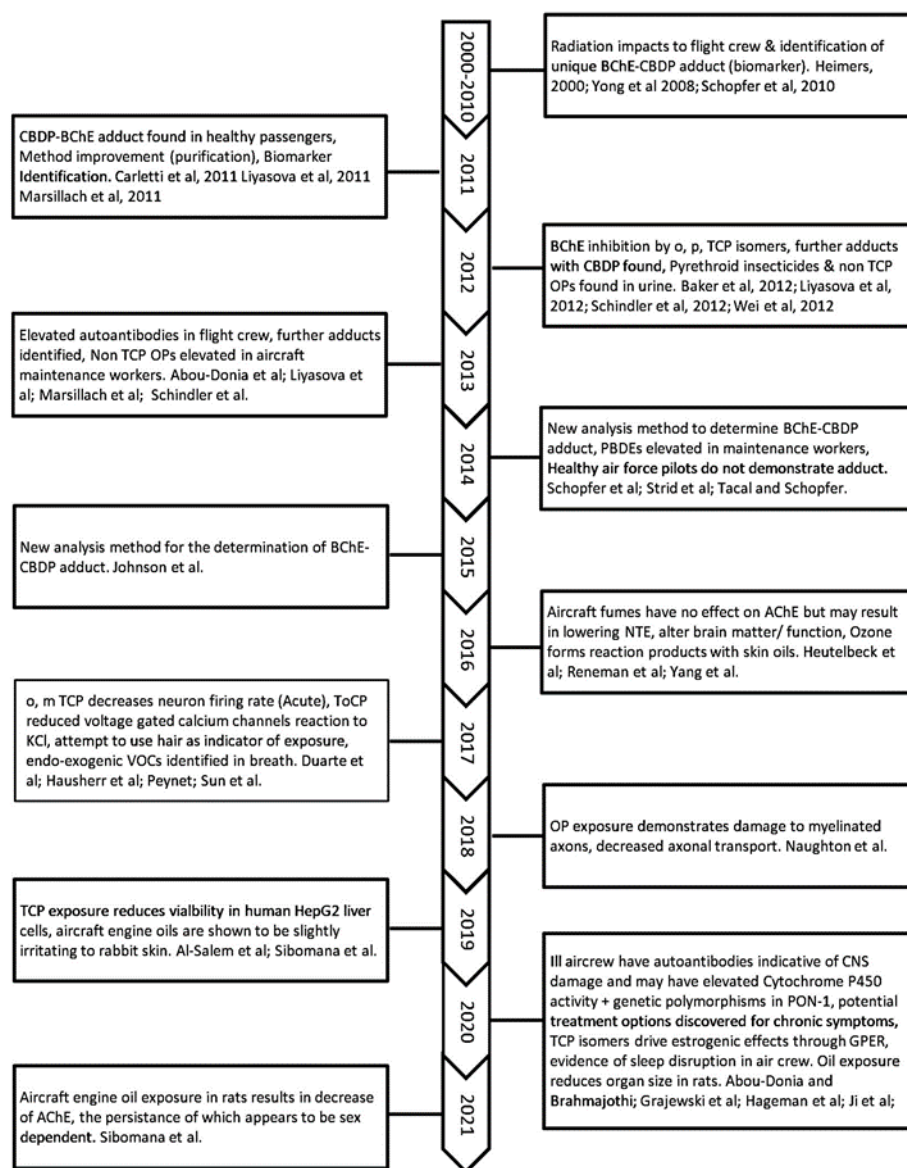 2000-2010
Radiation impacts to flight crew & identification of
unique BChE-CBDP adduct (biomarker). Heimers,
2000; Yong et al 2008; Schopfer et al, 2010
CBDP-BChE adduct found in healthy passengers,
Method improvement (purification), Biomarker
Identification. Carletti et al, 2011 Liyasova et al, 2011
Marsillach et al, 2011
2011
BChE inhibition by o, p, TCP isomers, further adducts
with CBDP found, Pyrethroid insecticides & non TCP
OPs found in urine. Baker et al, 2012; Liyasova et al,
2012; Schindler et al, 2012; Wei et al, 2012
2012
Elevated autoantibodies in flight crew, further adducts
identified, Non TCP OPs elevated in aircraft
maintenance workers. Abou-Donia et al; Liyasova et
al; Marsillach et al;  Schindler et al.
2013
New analysis method to determine BChE-CBDP
adduct, PBDEs elevated in maintenance workers,
Healthy air force pilots do not demonstrate adduct.
Schopfer et al; Strid et al; Tacal and Schopfer.
2014
New analysis method for the determination of BChE-
CBDP adduct. Johnson et al.
2015
Aircraft fumes have no effect on AChE but may result
in lowering NTE, alter brain matter/ function, Ozone
forms reaction products with skin oils. Heutelbeck et
al; Reneman et al; Yang et al.
2016
o, m TCP decreases neuron firing rate (Acute), ToCP
reduced voltage gated calcium channels reaction to
KCl, attempt to use hair as indicator of exposure,
endo-exogenic VOCs identified in breath. Duarte et
al; Hausherr et al; Peynet; Sun et al.
2017
OP exposure demonstrates damage to myelinated
axons, decreased axonal transport. Naughton et al.
2018
TCP exposure reduces vialbility in human HepG2 liver
cells, aircraft engine oils are shown to be slightly
irritating to rabbit skin. Al-Salem et al; Sibomana et al.
2019
Ill aircrew have autoantibodies indicative of CNS
damage and may have elevated Cytochrome P450
activity + genetic polymorphisms in PON-1, potential
treatment options discovered for chronic symptoms,
TCP isomers drive estrogenic effects through GPER,
evidence of sleep disruption in air crew. Oil exposure
reduces organ size in rats. Abou-Donia and
Brahmajothi; Grajewski et al; Hageman et al; Ji et al;
2020
Aircraft engine oil exposure in rats results in decrease
of AChE, the persistance of which appears to be sex
dependent. Sibomana et al.
2021